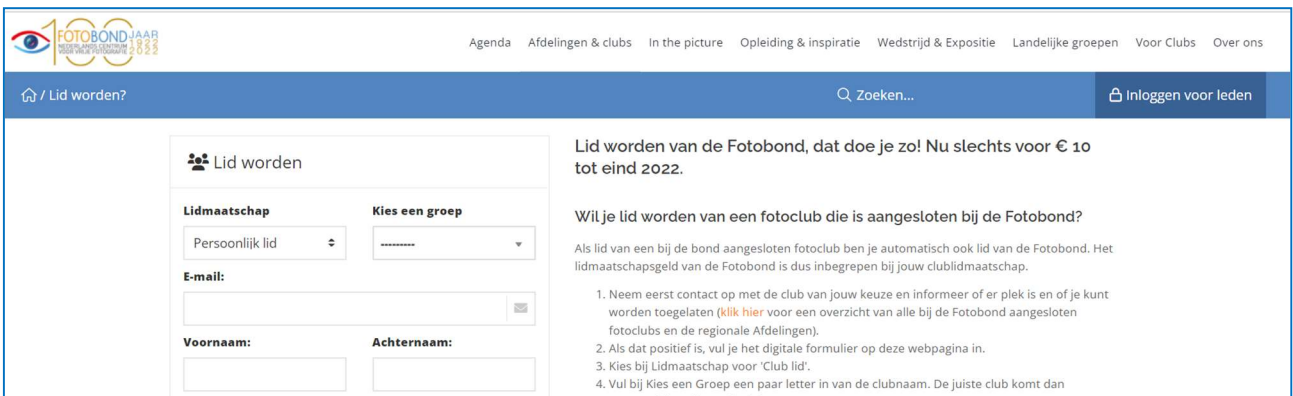 100
FOTOBONDJAAR
NEDERLANDS CENTRUM 1922
VOOR VRIJE FOTOGRAFIE 2022
Agenda Afdelingen & clubs In the picture Opleiding & inspiratie Wedstrijd & Expositie Landelijke groepen Voor Clubs Over ons
/ Lid worden?
Zoeken...
Inloggen voor leden
Lid worden
Lidmaatschap Kies een groep
Persoonlijk lid ---------
E-mail:
Voornaam: Achternaam:
Lid worden van de Fotobond, dat doe je zo! Nu slechts voor € 10
tot eind 2022.
Wil je lid worden van een fotoclub die is aangesloten bij de Fotobond?
Als lid van een bij de bond aangesloten fotoclub ben je automatisch ook lid van de Fotobond. Het
lidmaatschapsgeld van de Fotobond is dus inbegrepen bij jouw clublidmaatschap.
1. Neem eerst contact op met de club van jouw keuze en informeer of er plek is en of je kunt
worden toegelaten (klik hier voor een overzicht van alle bij de Fotobond aangesloten
fotoclubs en de regionale Afdelingen).
2. Als dat positief is, vul je het digitale formulier op deze webpagina in.
3. Kies bij Lidmaatschap voor 'Club lid'.
4. Vul bij Kies een Groep een paar letter in van de clubnaam. De juiste club komt dan